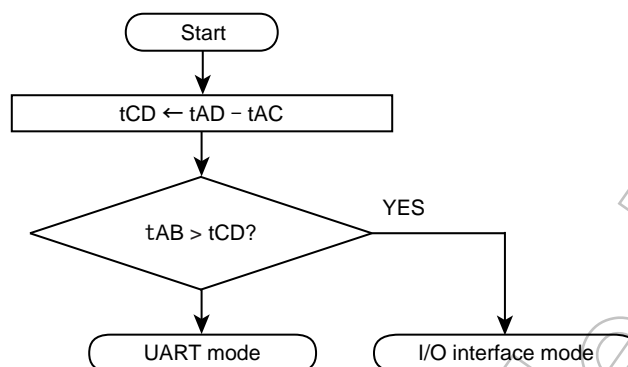 Start
tCD ← tAD − tAC
tAB > tCD?
YES
UART mode
I/O interface mode